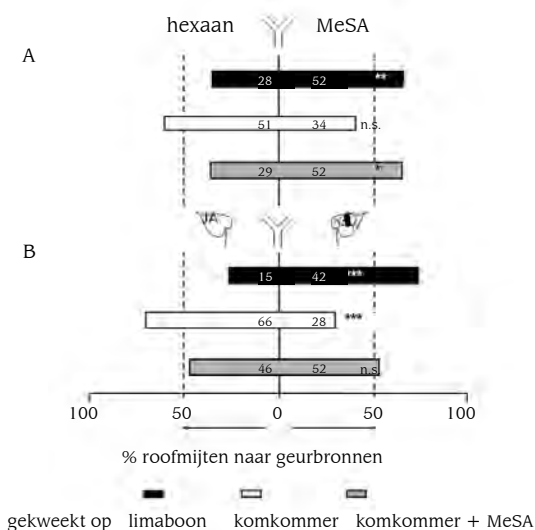 hexaan MeSA
A
28 52 **
51 34 n.s.
29 52 *
JA
B
15 42 ***
66 28 ***
46 52 n.s
100 50 0 50 100
% roofmijten naar geurbronnen
gekweekt op limaboon komkommer komkommer + MeSA